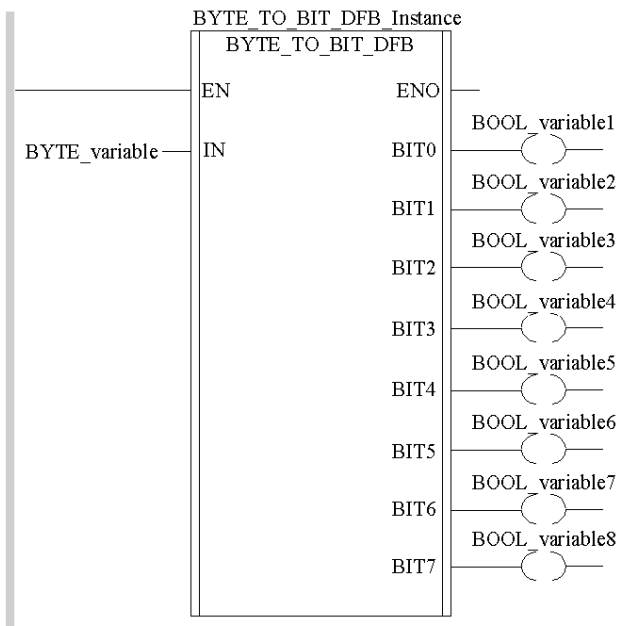 BYTE_TO_BIT_DFB_Instance
BYTE_TO_BIT_DFB
EN ENO
BOOL_variable1
BYTE_variable IN BIT0
BOOL_variable2
BIT1
BOOL_variable3
BIT2
BOOL_variable4
BIT3
BOOL_variable5
BIT4
BOOL_variable6
BIT5
BOOL_variable7
BIT6
BOOL_variable8
BIT7